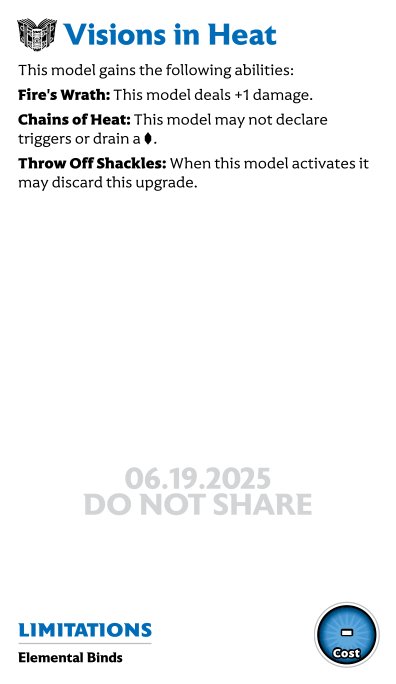 Visions in Heat
This model gains the following abilities:
Fire's Wrath: This model deals +1 damage.
Chains of Heat: This model may not declare
triggers or drain a .
Throw Off Shackles: When this model activates it
may discard this upgrade.
06.19.2025
DO NOT SHARE
LIMITATIONS
Elemental Binds
-
Cost